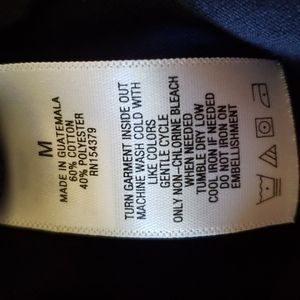 M
MADE IN GUATEMALA
60% COTTON
40% POLYESTER
RN154379
TURN GARMENT INSIDE OUT
MACHINE WASH COLD WITH
LIKE COLORS
GENTLE CYCLE
ONLY NON-CHLORINE BLEACH
WHEN NEEDED
TUMBLE DRY LOW
COOL IRON IF NEEDED
DO NOT IRON ON
EMBELLISHMENT